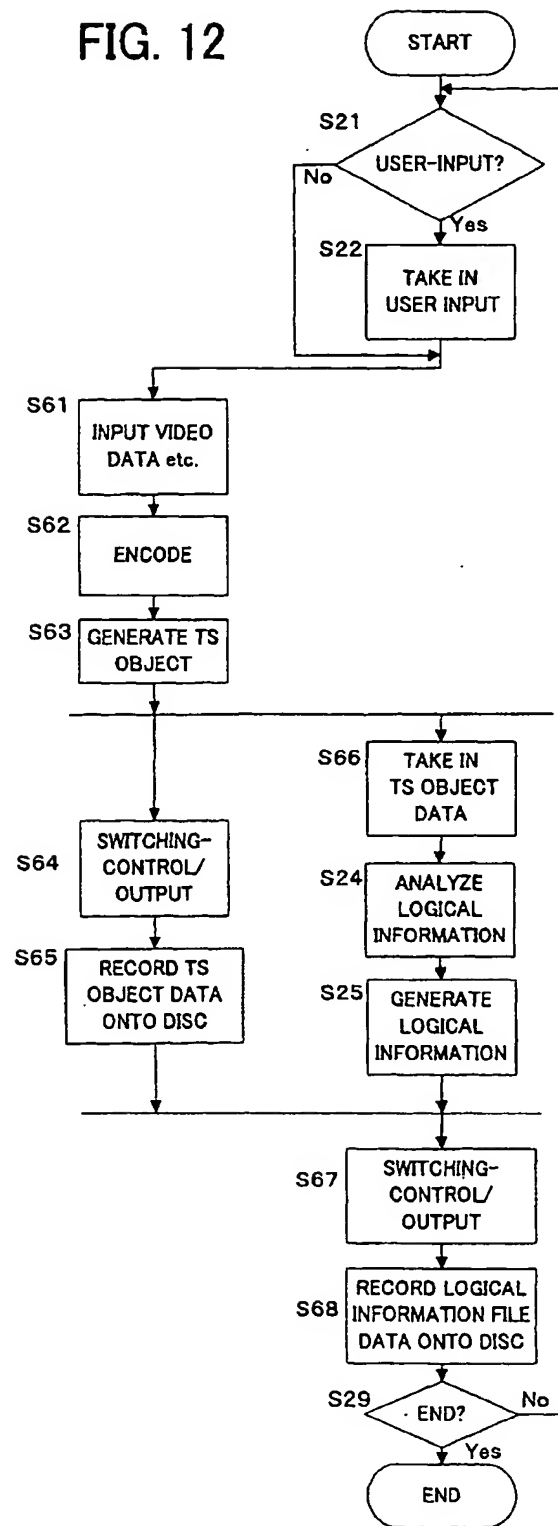 FIG. 12
START
S21
USER-INPUT?
No
Yes
S22
TAKE IN
USER INPUT
S61
INPUT VIDEO
DATA etc.
S62
ENCODE
S63
GENERATE TS
OBJECT
S66
TAKE IN
TS OBJECT
DATA
S64
SWITCHING-
CONTROL/
OUTPUT
S24
ANALYZE
LOGICAL
INFORMATION
S65
RECORD TS
OBJECT DATA
ONTO DISC
S25
GENERATE
LOGICAL
INFORMATION
S67
SWITCHING-
CONTROL/
OUTPUT
S68
RECORD LOGICAL
INFORMATION FILE
DATA ONTO DISC
S29
END?
No
Yes
END